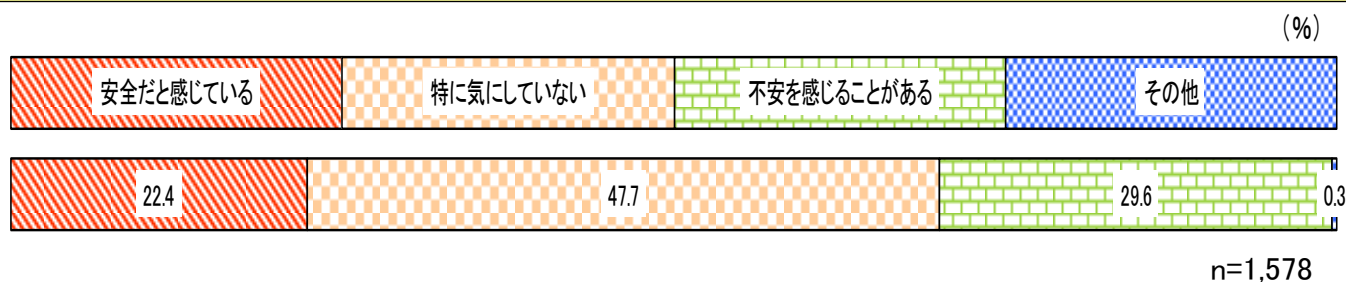 (%)
安全だと感じている 特に気にしていない 不安を感じることがある その他
22.4 47.7 29.6 0.3
n=1,578